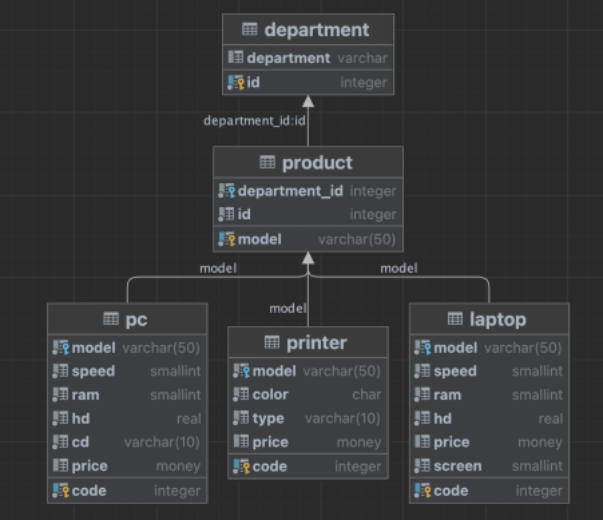 department
department varchar
id integer
department_id:id
product
department_id integer
id integer
model varchar(50)
model
model
model
pc
model varchar(50)
speed smallint
ram smallint
hd real
cd varchar(10)
price money
code integer
printer
model varchar(50)
color char
type varchar(10)
price money
code integer
laptop
model varchar(50)
speed smallint
ram smallint
hd real
price money
screen smallint
code integer